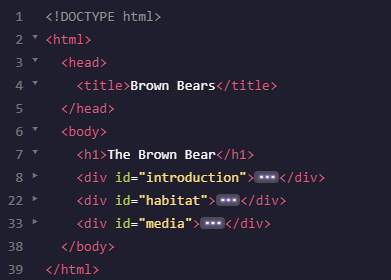 1 <!DOCTYPE html>
2 <html>
3 <head>
4 <title>Brown Bears</title>
5 </head>
6 <body>
7 <h1>The Brown Bear</h1>
8 <div id="introduction">•••</div>
22 <div id="habitat">•••</div>
33 <div id="media">•••</div>
38 </body>
39 </html>